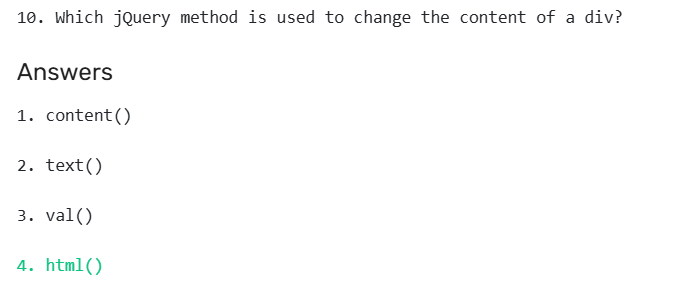 10. Which jQuery method is used to change the content of a div?
Answers
1. content()
2. text()
3. val()
4. html()